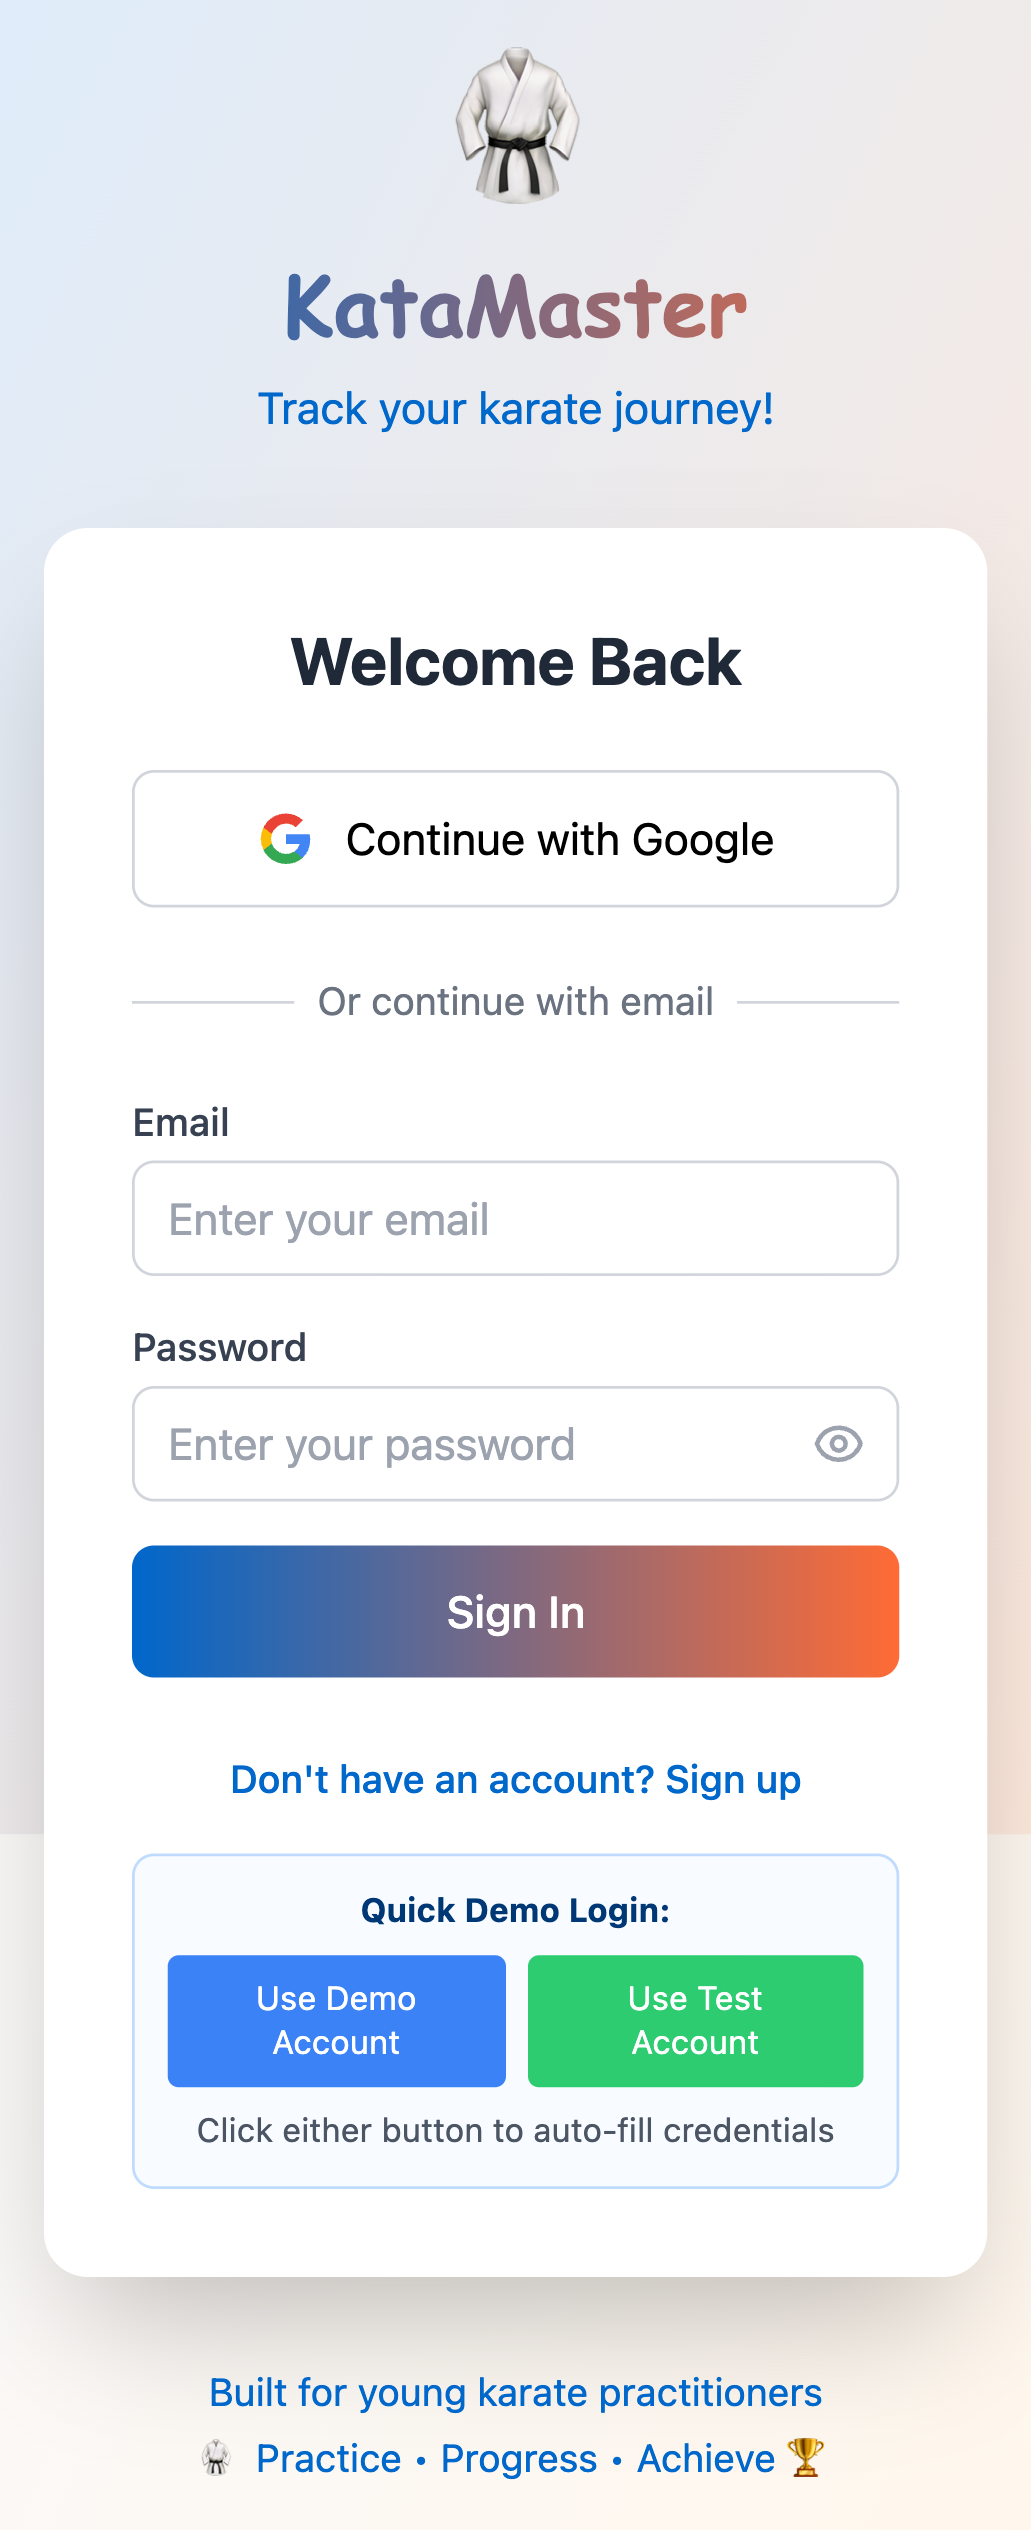 KataMaster
Track your karate journey!
Welcome Back
Continue with Google
Or continue with email
Email
Enter your email
Password
Enter your password
Sign In
Don't have an account? Sign up
Quick Demo Login:
Use Demo
Account
Use Test
Account
Click either button to auto-fill credentials
Built for young karate practitioners
🥋 Practice • Progress • Achieve 🏆